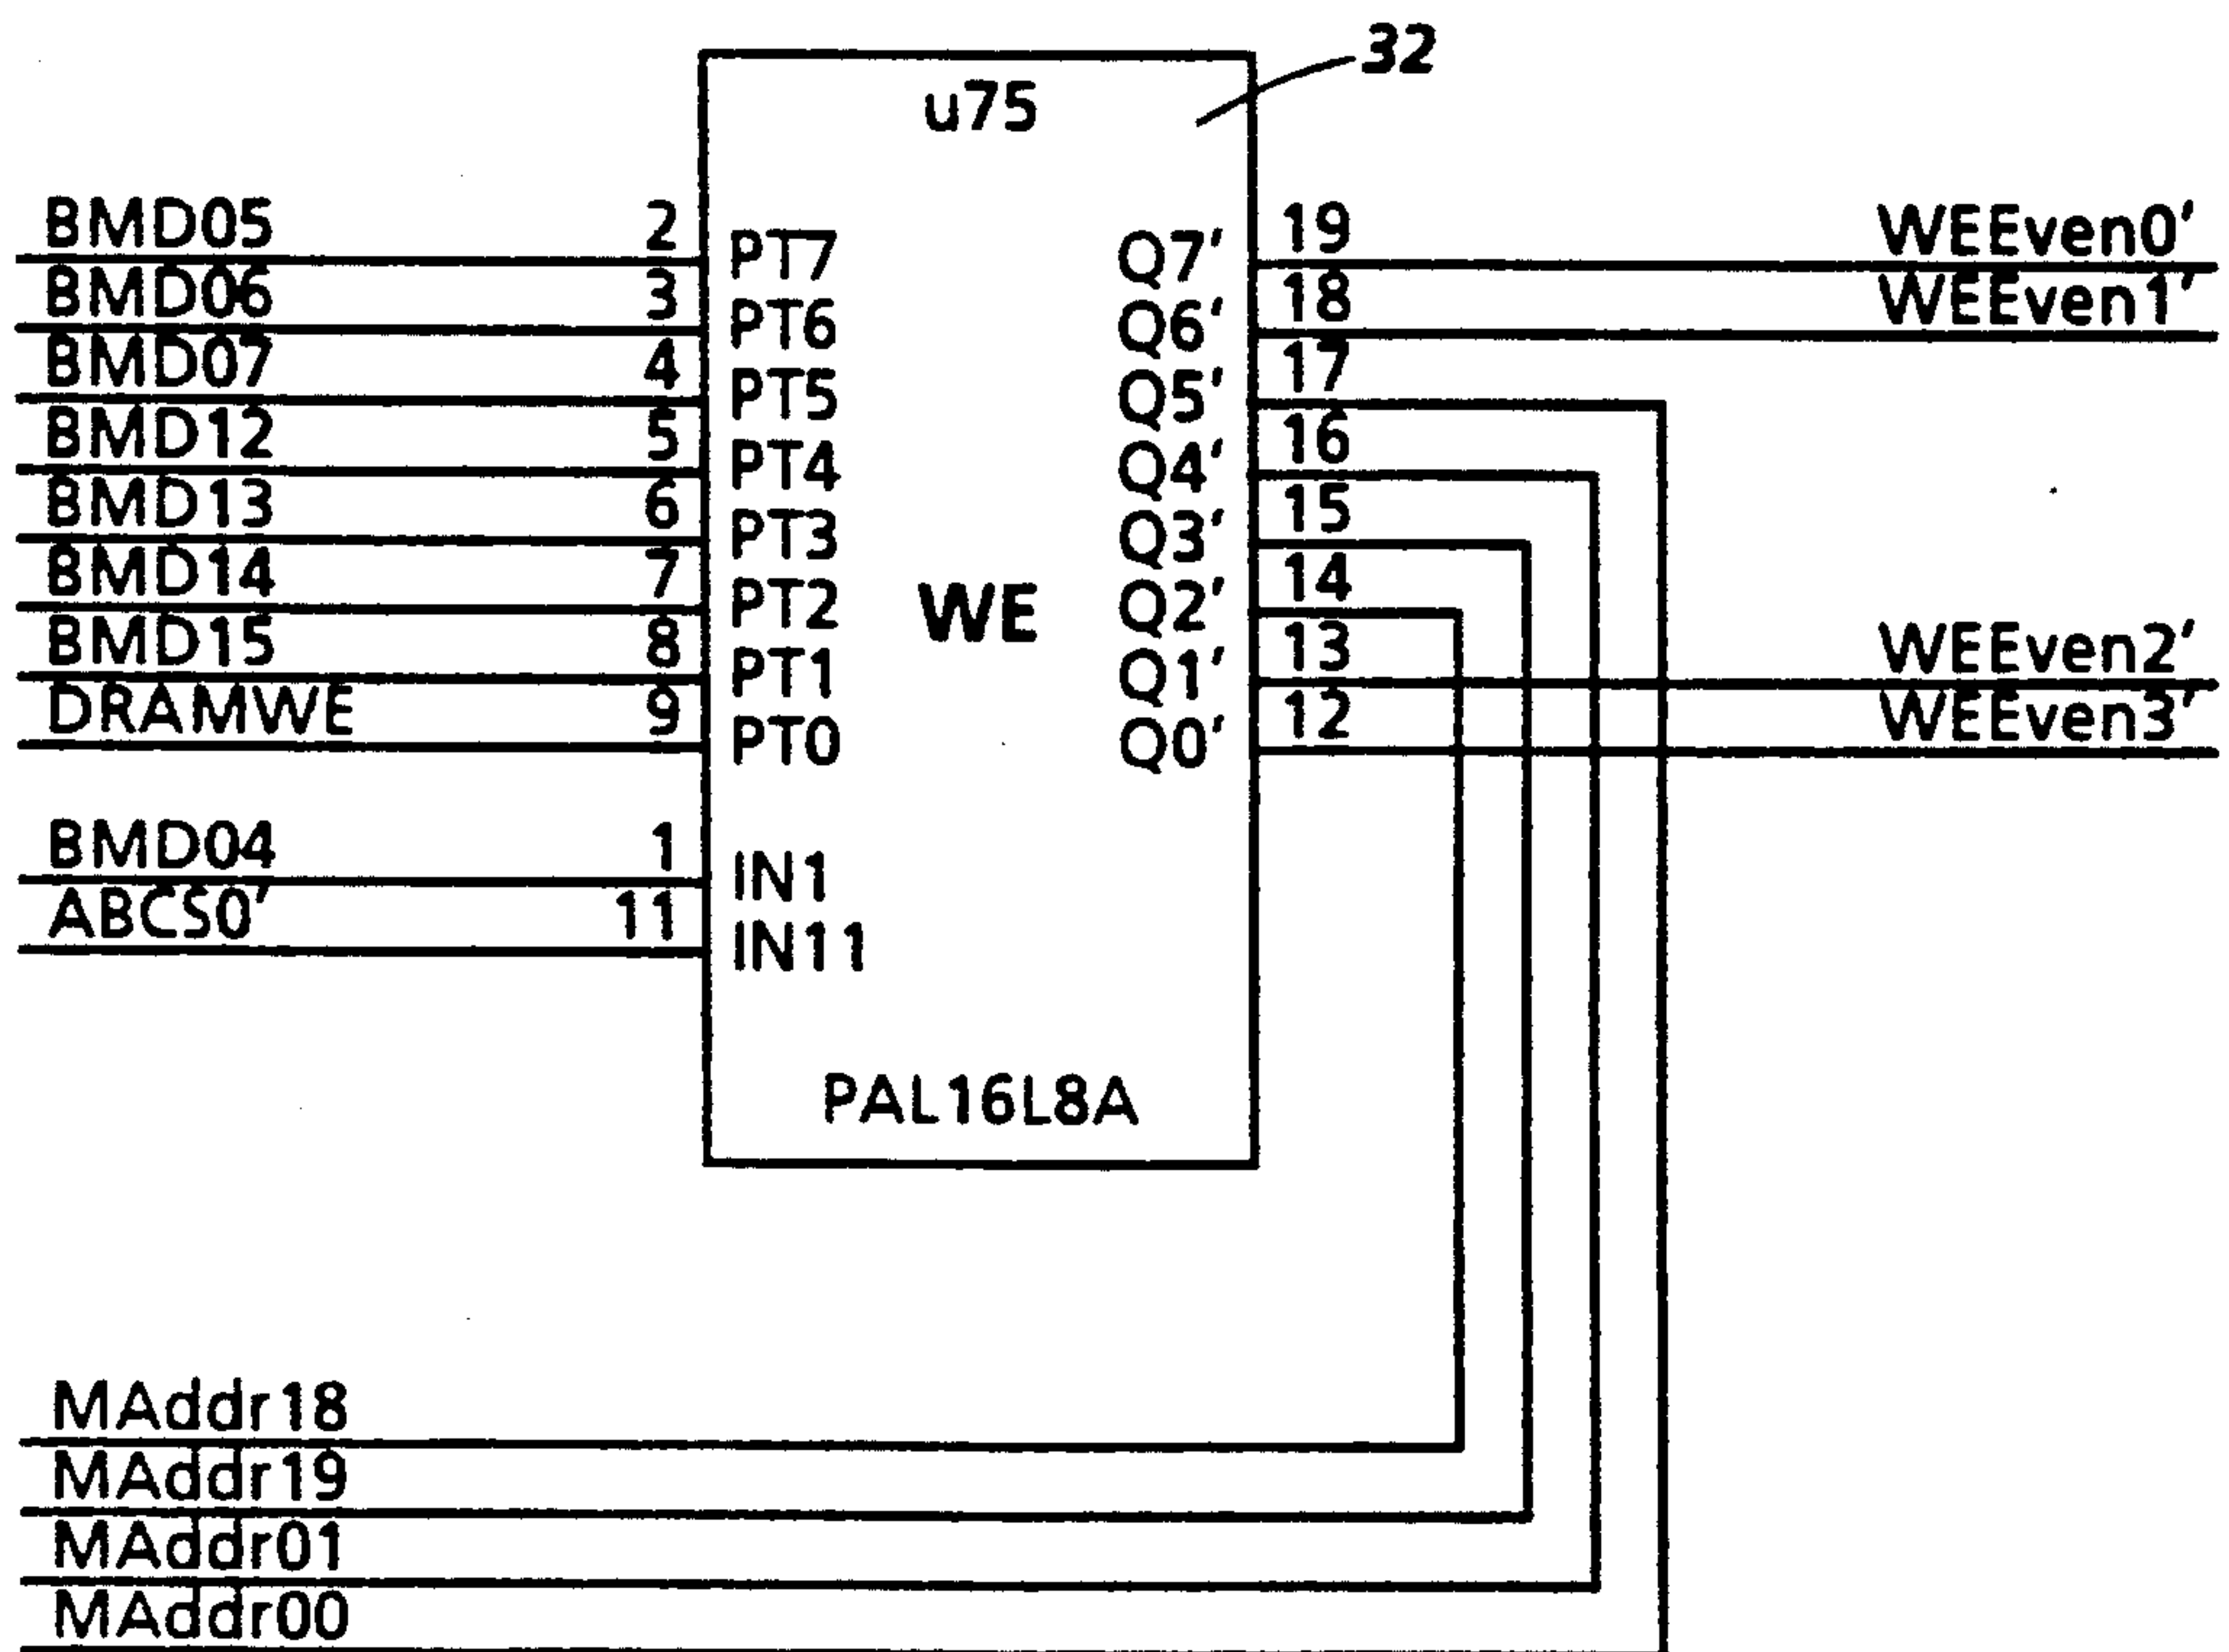 32
u75
BMD05 2 PT7 Q7' 19 WEEven0'
BMD06 3 PT6 Q6' 18 WEEven1'
BMD07 4 PT5 Q5' 17
BMD12 5 PT4 Q4' 16
BMD13 6 PT3 Q3' 15
BMD14 7 PT2 WE Q2' 14
BMD15 8 PT1 Q1' 13 WEEven2'
DRAMWE 9 PT0 Q0' 12 WEEven3'
BMD04 1 IN1
ABCS0' 11 IN11
PAL16L8A
MAddr18
MAddr19
MAddr01
MAddr00